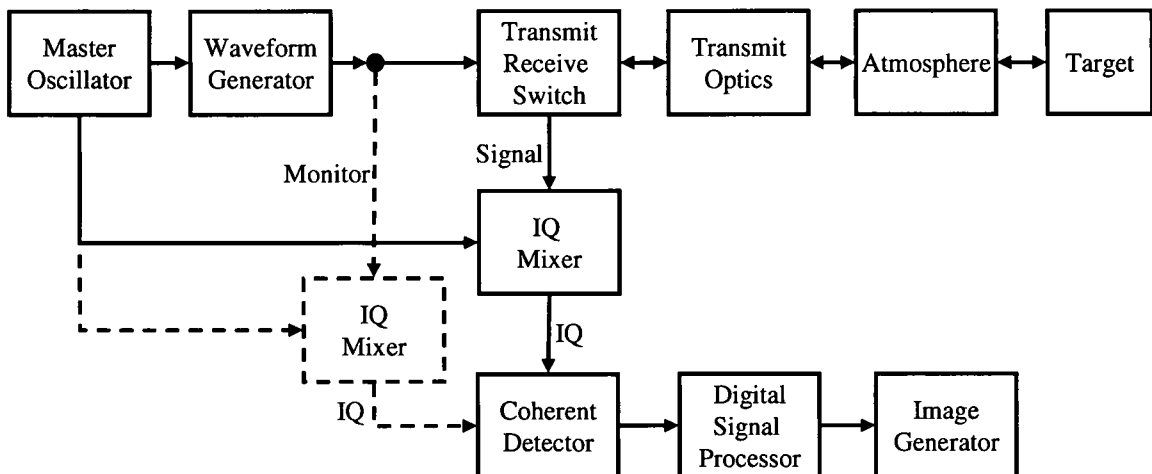 Master
Oscillator
Waveform
Generator
Transmit
Receive
Switch
Transmit
Optics
Atmosphere
Target
Signal
Monitor
IQ
Mixer
IQ
Mixer
IQ
IQ
Coherent
Detector
Digital
Signal
Processor
Image
Generator